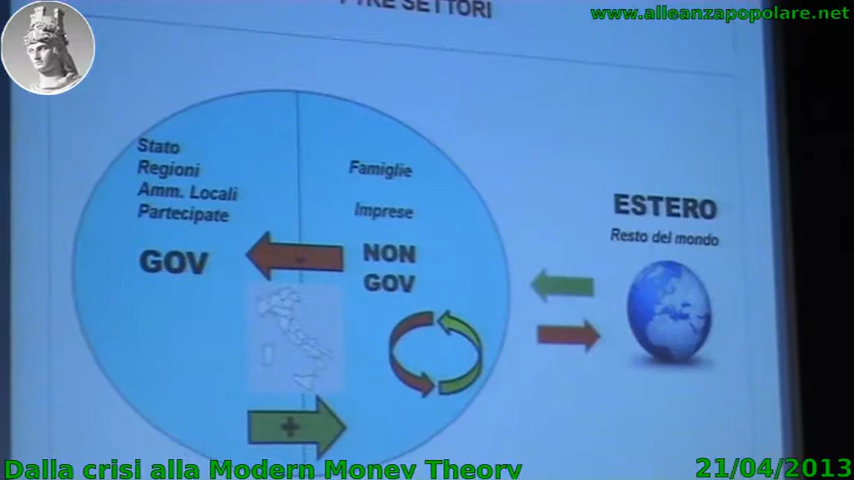 I TRE SETTORI
www.alleanzapopolare.net
Stato
Regioni
Amm. Locali
Partecipate
GOV
Famiglie
Imprese
NON
GOV
-
+
ESTERO
Resto del mondo
Dalla crisi alla Modern Money Theory
21/04/2013